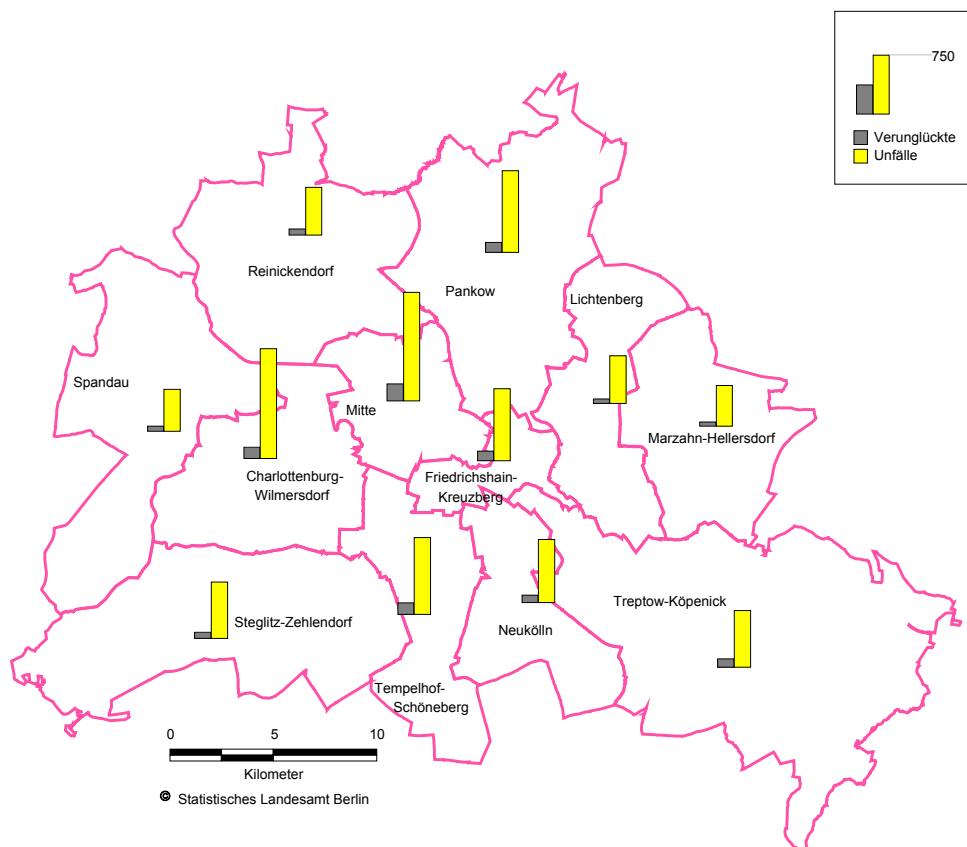 750
Verunglückte
Unfälle
Reinickendorf
Pankow
Lichtenberg
Spandau
Mitte
Marzahn-Hellersdorf
Charlottenburg-
Wilmersdorf
Friedrichshain-
Kreuzberg
Treptow-Köpenick
Steglitz-Zehlendorf
Neukölln
Tempelhof-
Schöneberg
0 5 10
Kilometer
© Statistisches Landesamt Berlin